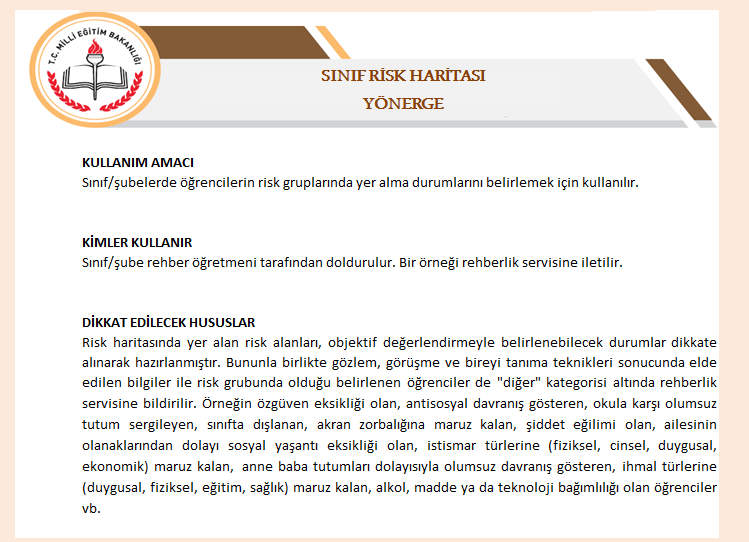 T.C. MİLLİ EĞİTİM BAKANLIĞI
SINIF RİSK HARİTASI
YÖNERGE
KULLANIM AMACI
Sınıf/şubelerde öğrencilerin risk gruplarında yer alma durumlarını belirlemek için kullanılır.
KİMLER KULLANIR
Sınıf/şube rehber öğretmeni tarafından doldurulur. Bir örneği rehberlik servisine iletilir.
DİKKAT EDİLECEK HUSUSLAR
Risk haritasında yer alan risk alanları, objektif değerlendirmeyle belirlenebilecek durumlar dikkate
alınarak hazırlanmıştır. Bununla birlikte gözlem, görüşme ve bireyi tanıma teknikleri sonucunda elde
edilen bilgiler ile risk grubunda olduğu belirlenen öğrenciler de "diğer" kategorisi altında rehberlik
servisine bildirilir. Örneğin özgüven eksikliği olan, antisosyal davranış gösteren, okula karşı olumsuz
tutum sergileyen, sınıfta dışlanan, akran zorbalığına maruz kalan, şiddet eğilimi olan, ailesinin
olanaklarından dolayı sosyal yaşantı eksikliği olan, istismar türlerine (fiziksel, cinsel, duygusal,
ekonomik) maruz kalan, anne baba tutumları dolayısıyla olumsuz davranış gösteren, ihmal türlerine
(duygusal, fiziksel, eğitim, sağlık) maruz kalan, alkol, madde ya da teknoloji bağımlılığı olan öğrenciler
vb.